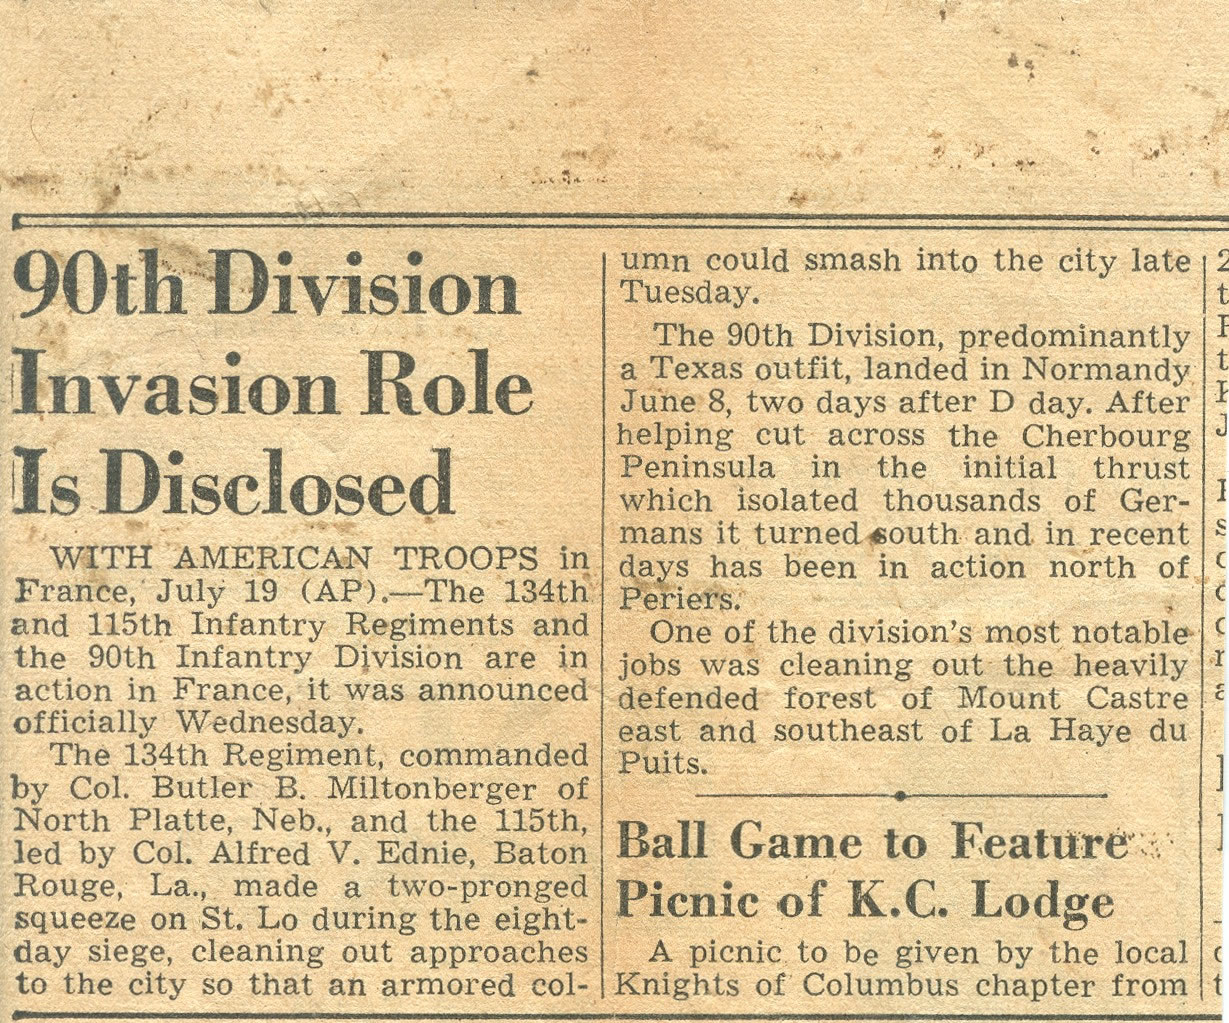 90th Division
Invasion Role
Is Disclosed
WITH AMERICAN TROOPS in
France, July 19 (AP).—The 134th
and 115th Infantry Regiments and
the 90th Infantry Division are in
action in France, it was announced
officially Wednesday.
The 134th Regiment, commanded
by Col. Butler B. Miltonberger of
North Platte, Neb., and the 115th,
led by Col. Alfred V. Ednie, Baton
Rouge, La., made a two-pronged
squeeze on St. Lo during the eight-
day siege, cleaning out approaches
to the city so that an armored col-
umn could smash into the city late
Tuesday.
The 90th Division, predominantly
a Texas outfit, landed in Normandy
June 8, two days after D day. After
helping cut across the Cherbourg
Peninsula in the initial thrust
which isolated thousands of Ger-
mans it turned south and in recent
days has been in action north of
Periers.
One of the division's most notable
jobs was cleaning out the heavily
defended forest of Mount Castre
east and southeast of La Haye du
Puits.
Ball Game to Feature
Picnic of K.C. Lodge
A picnic to be given by the local
Knights of Columbus chapter from